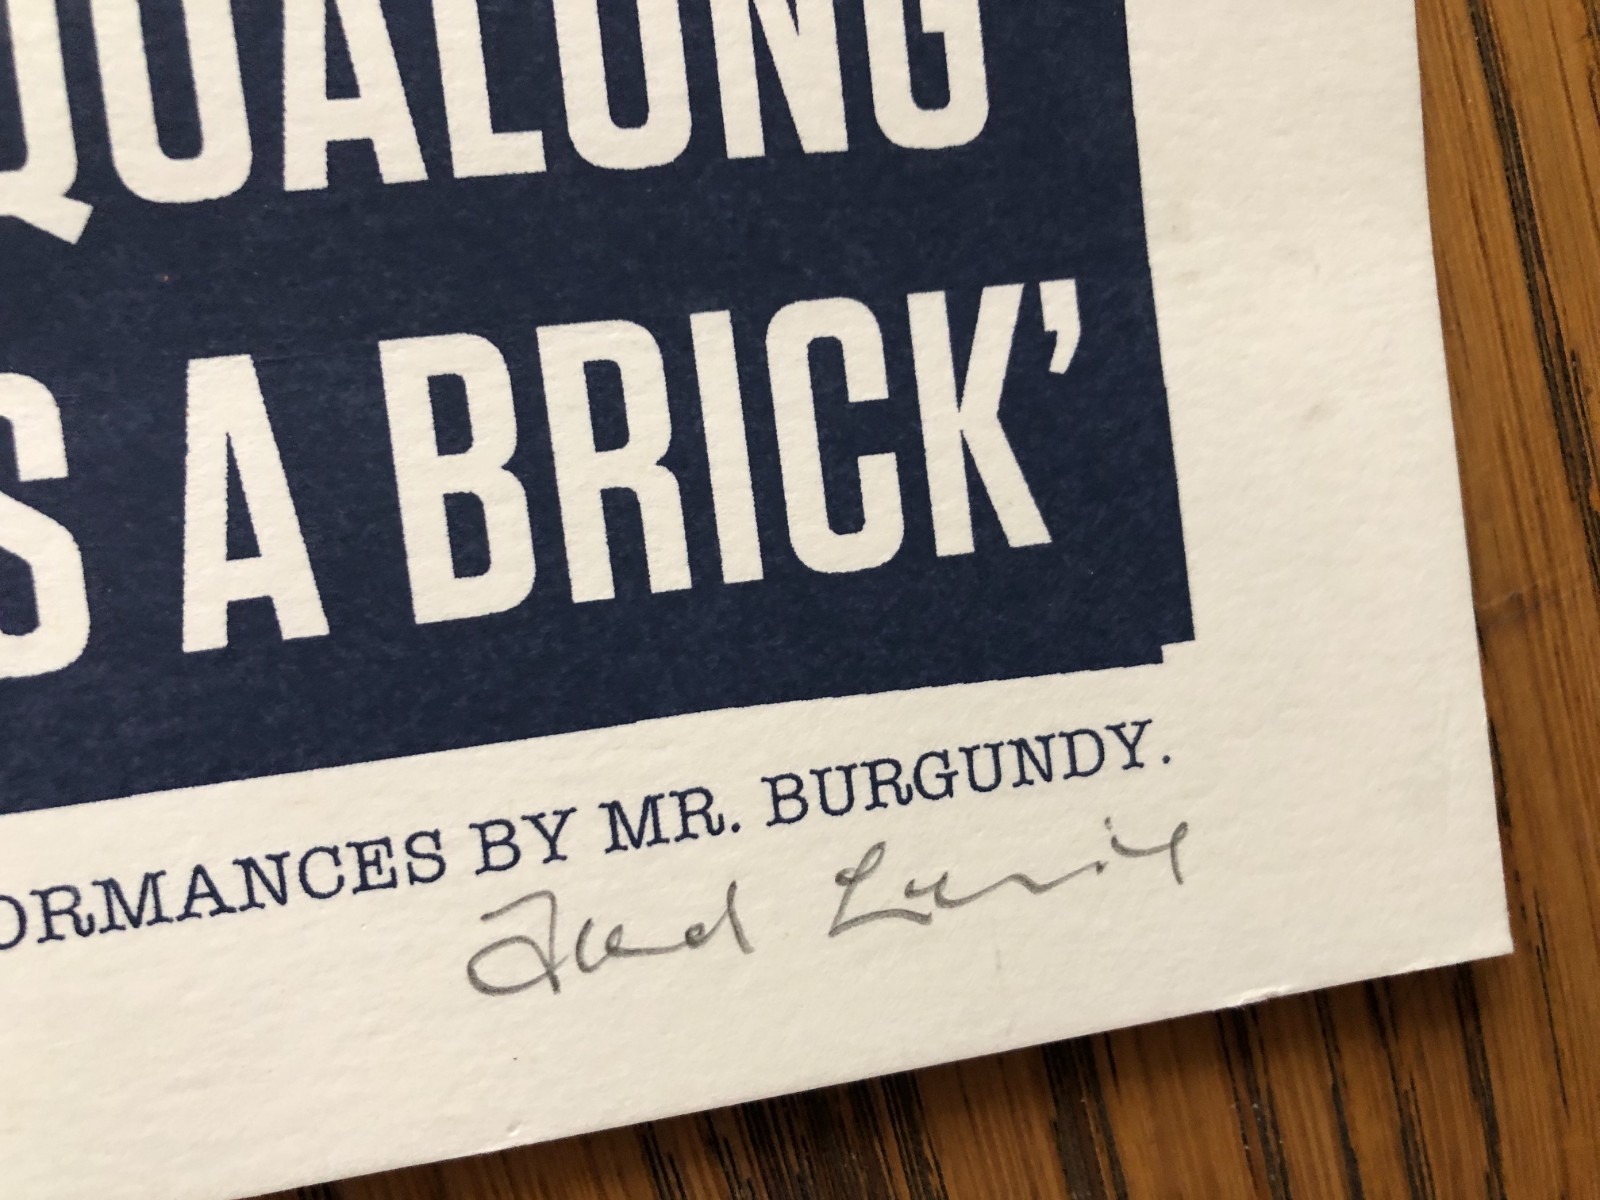 QUALONG
S A BRICK’
ORMANCES BY MR. BURGUNDY.